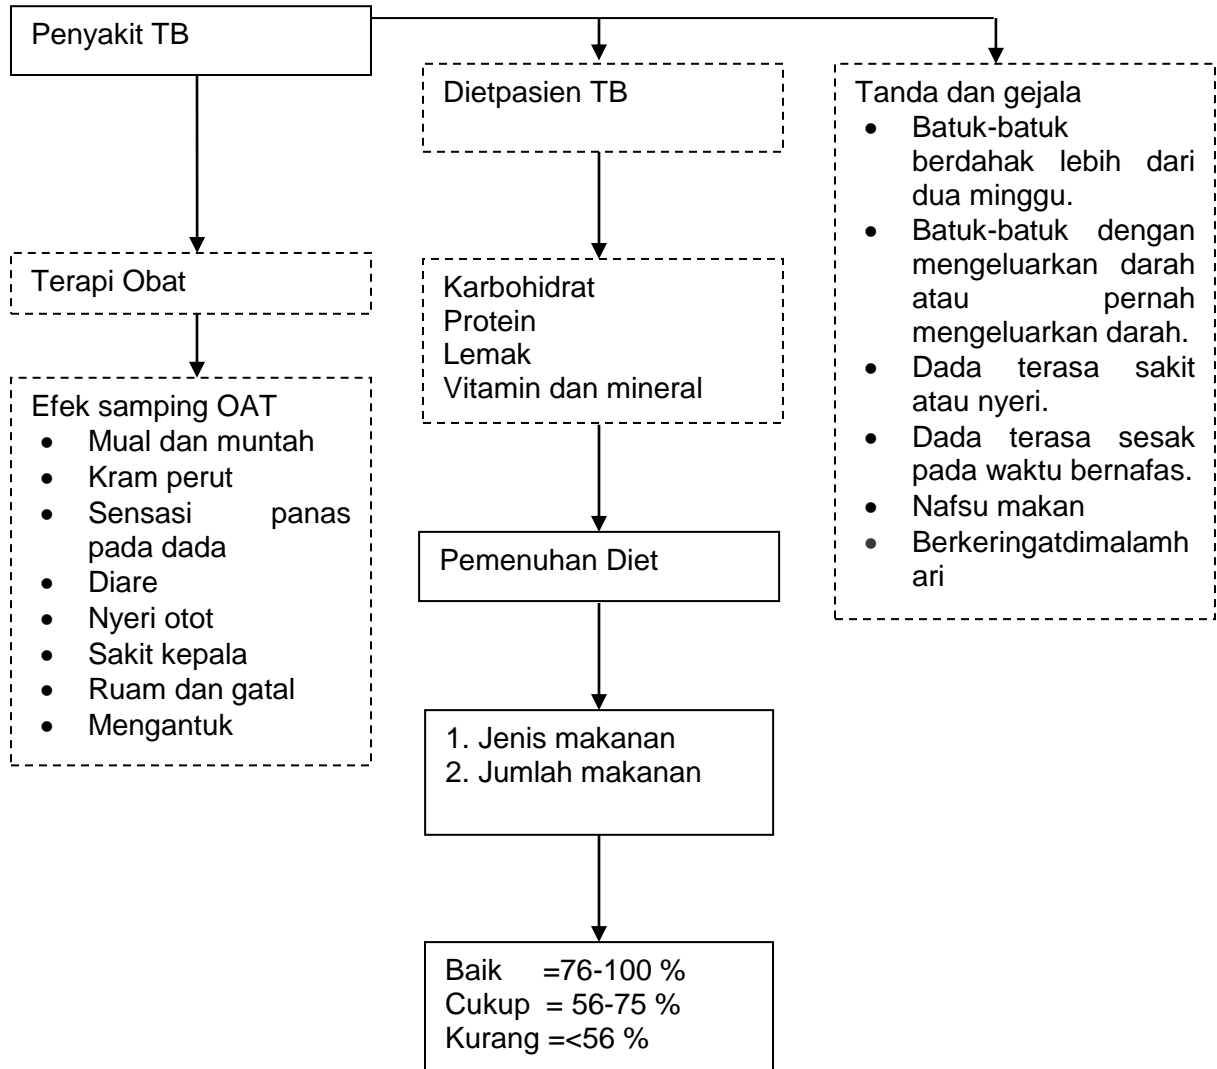 Penyakit TB
Dietpasien TB
Tanda dan gejala
• Batuk-batuk
berdahak lebih dari
dua minggu.
• Batuk-batuk dengan
mengeluarkan darah
atau pernah
mengeluarkan darah.
• Dada terasa sakit
atau nyeri.
• Dada terasa sesak
pada waktu bernafas.
• Nafsu makan
• Berkeringatdimalamh
ari
Terapi Obat
Karbohidrat
Protein
Lemak
Vitamin dan mineral
Efek samping OAT
• Mual dan muntah
• Kram perut
• Sensasi panas
pada dada
• Diare
• Nyeri otot
• Sakit kepala
• Ruam dan gatal
• Mengantuk
Pemenuhan Diet
1. Jenis makanan
2. Jumlah makanan
Baik =76-100 %
Cukup = 56-75 %
Kurang =<56 %